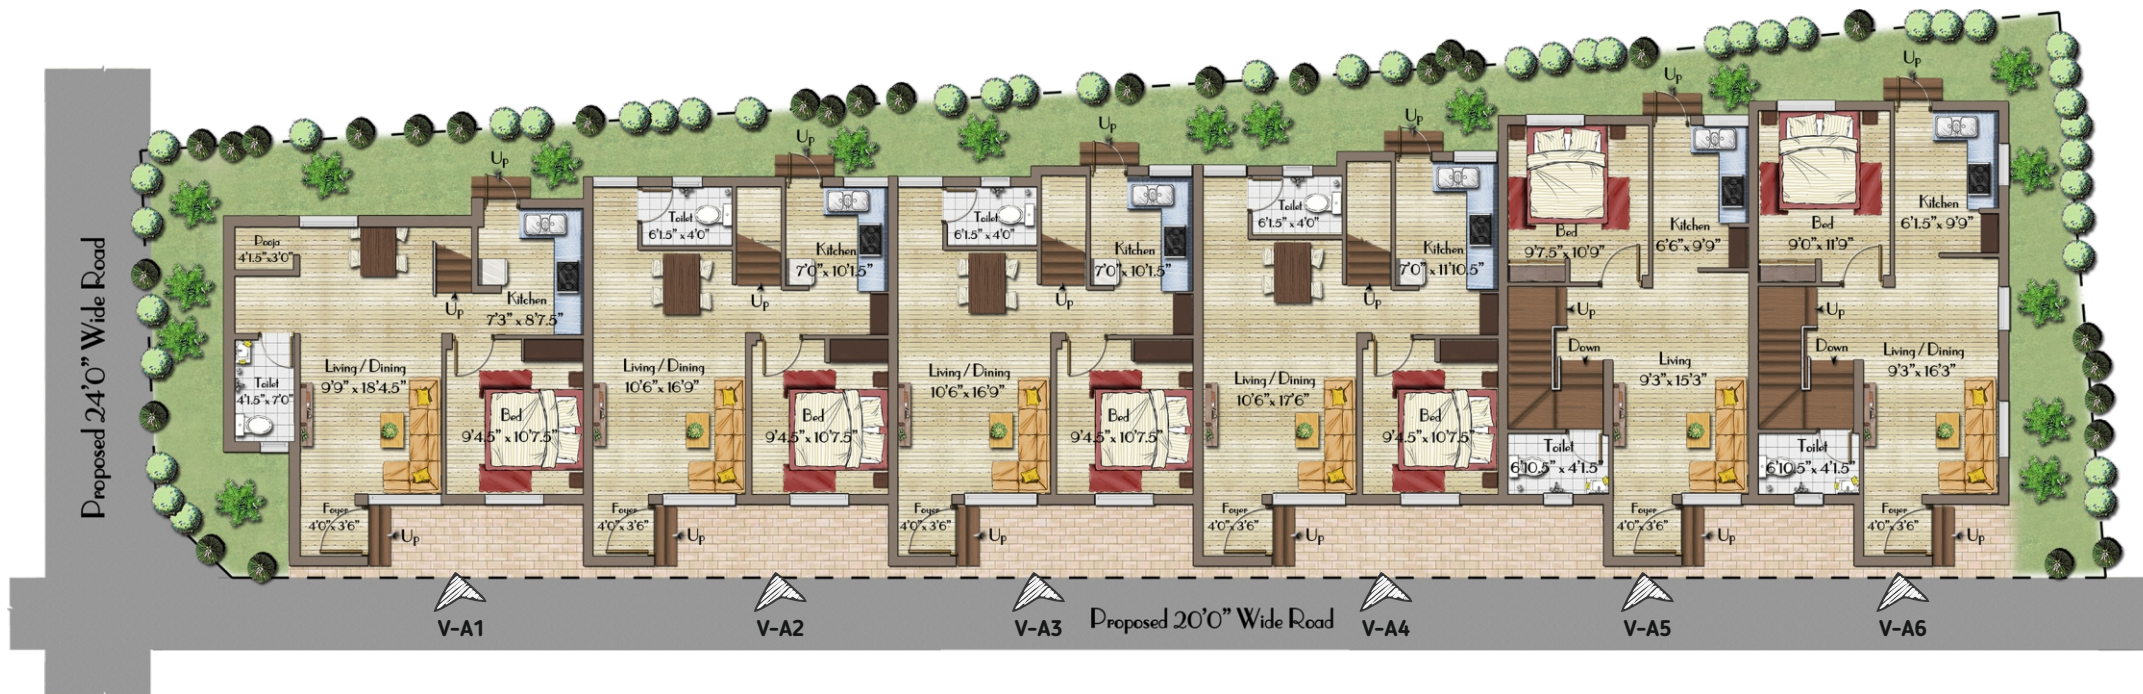 Proposed 24'0" Wide Road
Pooja
4'1.5"x3'0"
Up
Up
Kitchen
7'3" x 8'7.5"
Living / Dining
9'9" x 18'4.5"
Toilet
4'1.5"x 7'0"
Bed
9'4.5" x 10'7.5"
Foyer
4'0"x 3'6"
Up
Up
Toilet
6'1.5" x 4'0"
Kitchen
7'0" x 10'1.5"
Up
Living / Dining
10'6" x 16'9"
Bed
9'4.5" x 10'7.5"
Foyer
4'0"x 3'6"
Up
Up
Toilet
6'1.5" x 4'0"
Kitchen
7'0" x 10'1.5"
Up
Living / Dining
10'6" x 16'9"
Bed
9'4.5" x 10'7.5"
Foyer
4'0"x 3'6"
Up
Up
Toilet
6'1.5" x 4'0"
Kitchen
7'0" x 11'10.5"
Up
Living / Dining
10'6" x 17'6"
Bed
9'4.5" x 10'7.5"
Foyer
4'0"x 3'6"
Up
Up
Bed
9'7.5" x 10'9"
Kitchen
6'6" x 9'9"
Up
Down
Living
9'3" x 15'3"
Toilet
6'10.5" x 4'1.5"
Foyer
4'0"x 3'6"
Up
Up
Bed
9'0" x 11'9"
Kitchen
6'1.5" x 9'9"
Up
Down
Living / Dining
9'3" x 16'3"
Toilet
6'10.5" x 4'1.5"
Foyer
4'0"x 3'6"
Up
V-A1
V-A2
V-A3
Proposed 20'0" Wide Road
V-A4
V-A5
V-A6